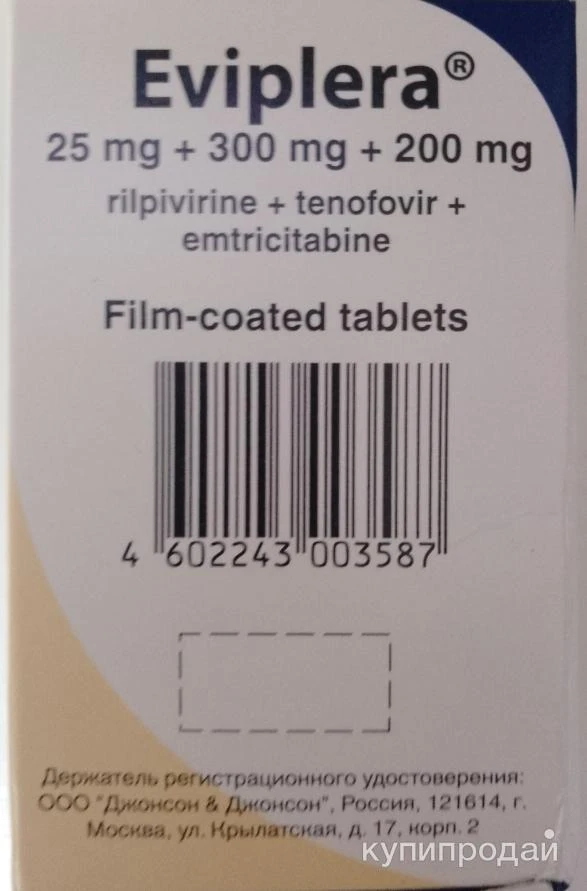 Eviplera®
25 mg + 300 mg + 200 mg
rilpivirine + tenofovir +
emtricitabine
Film-coated tablets
4 602243 003587
Держатель регистрационного удостоверения:
ООО "Джонсон & Джонсон", Россия, 121614, г.
Москва, ул. Крылатская, д. 17, корп. 2
купипродай